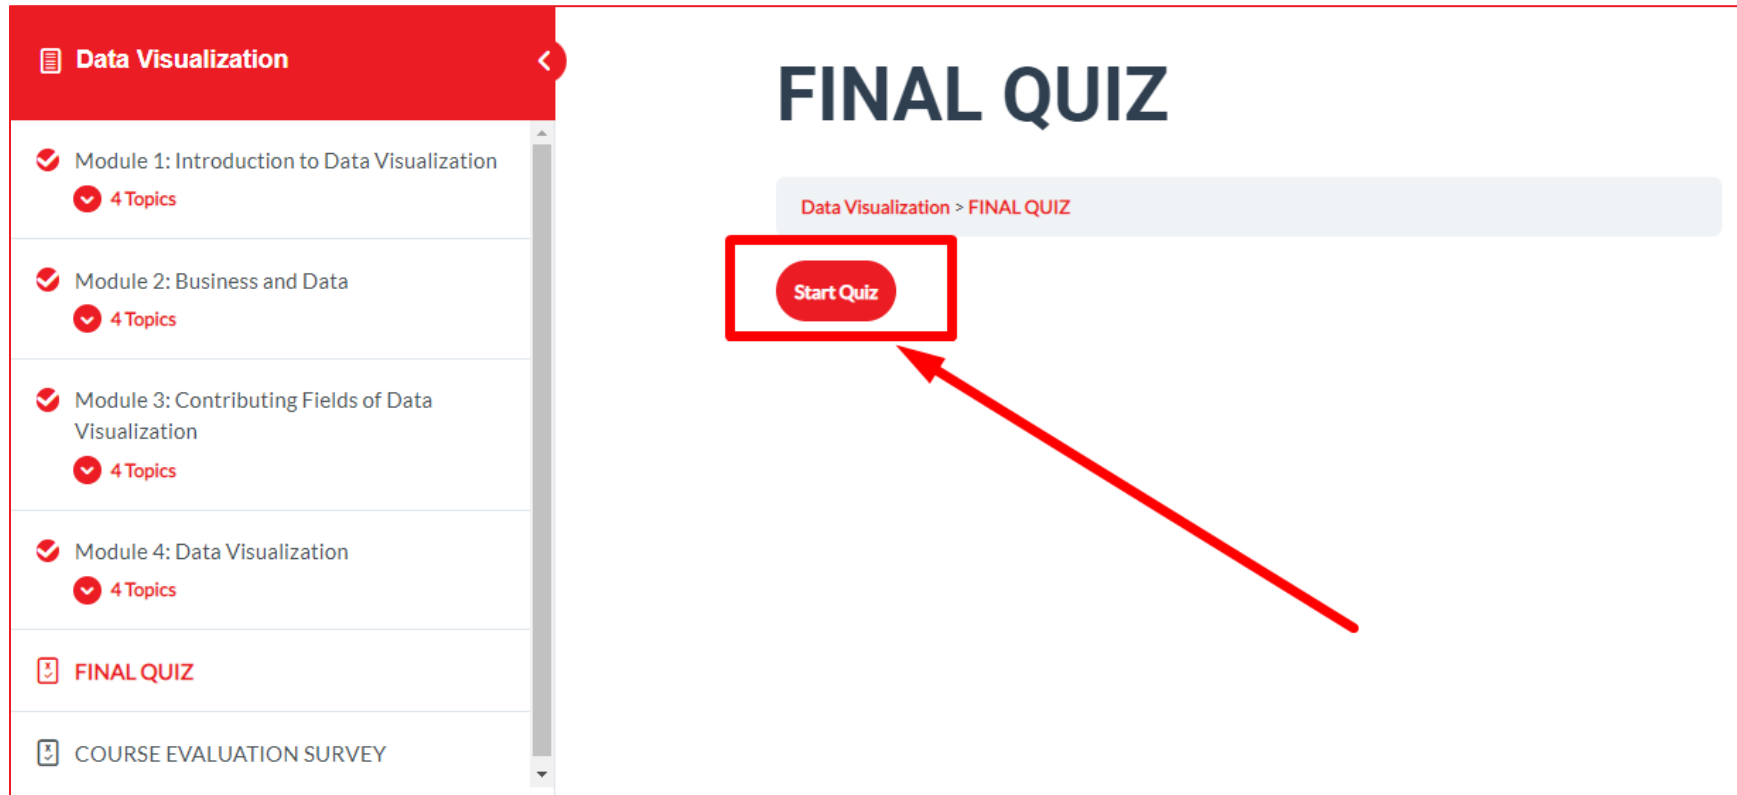 Data Visualization
Module 1: Introduction to Data Visualization
4 Topics
Module 2: Business and Data
4 Topics
Module 3: Contributing Fields of Data
Visualization
4 Topics
Module 4: Data Visualization
4 Topics
FINAL QUIZ
COURSE EVALUATION SURVEY
FINAL QUIZ
Data Visualization > FINAL QUIZ
Start Quiz